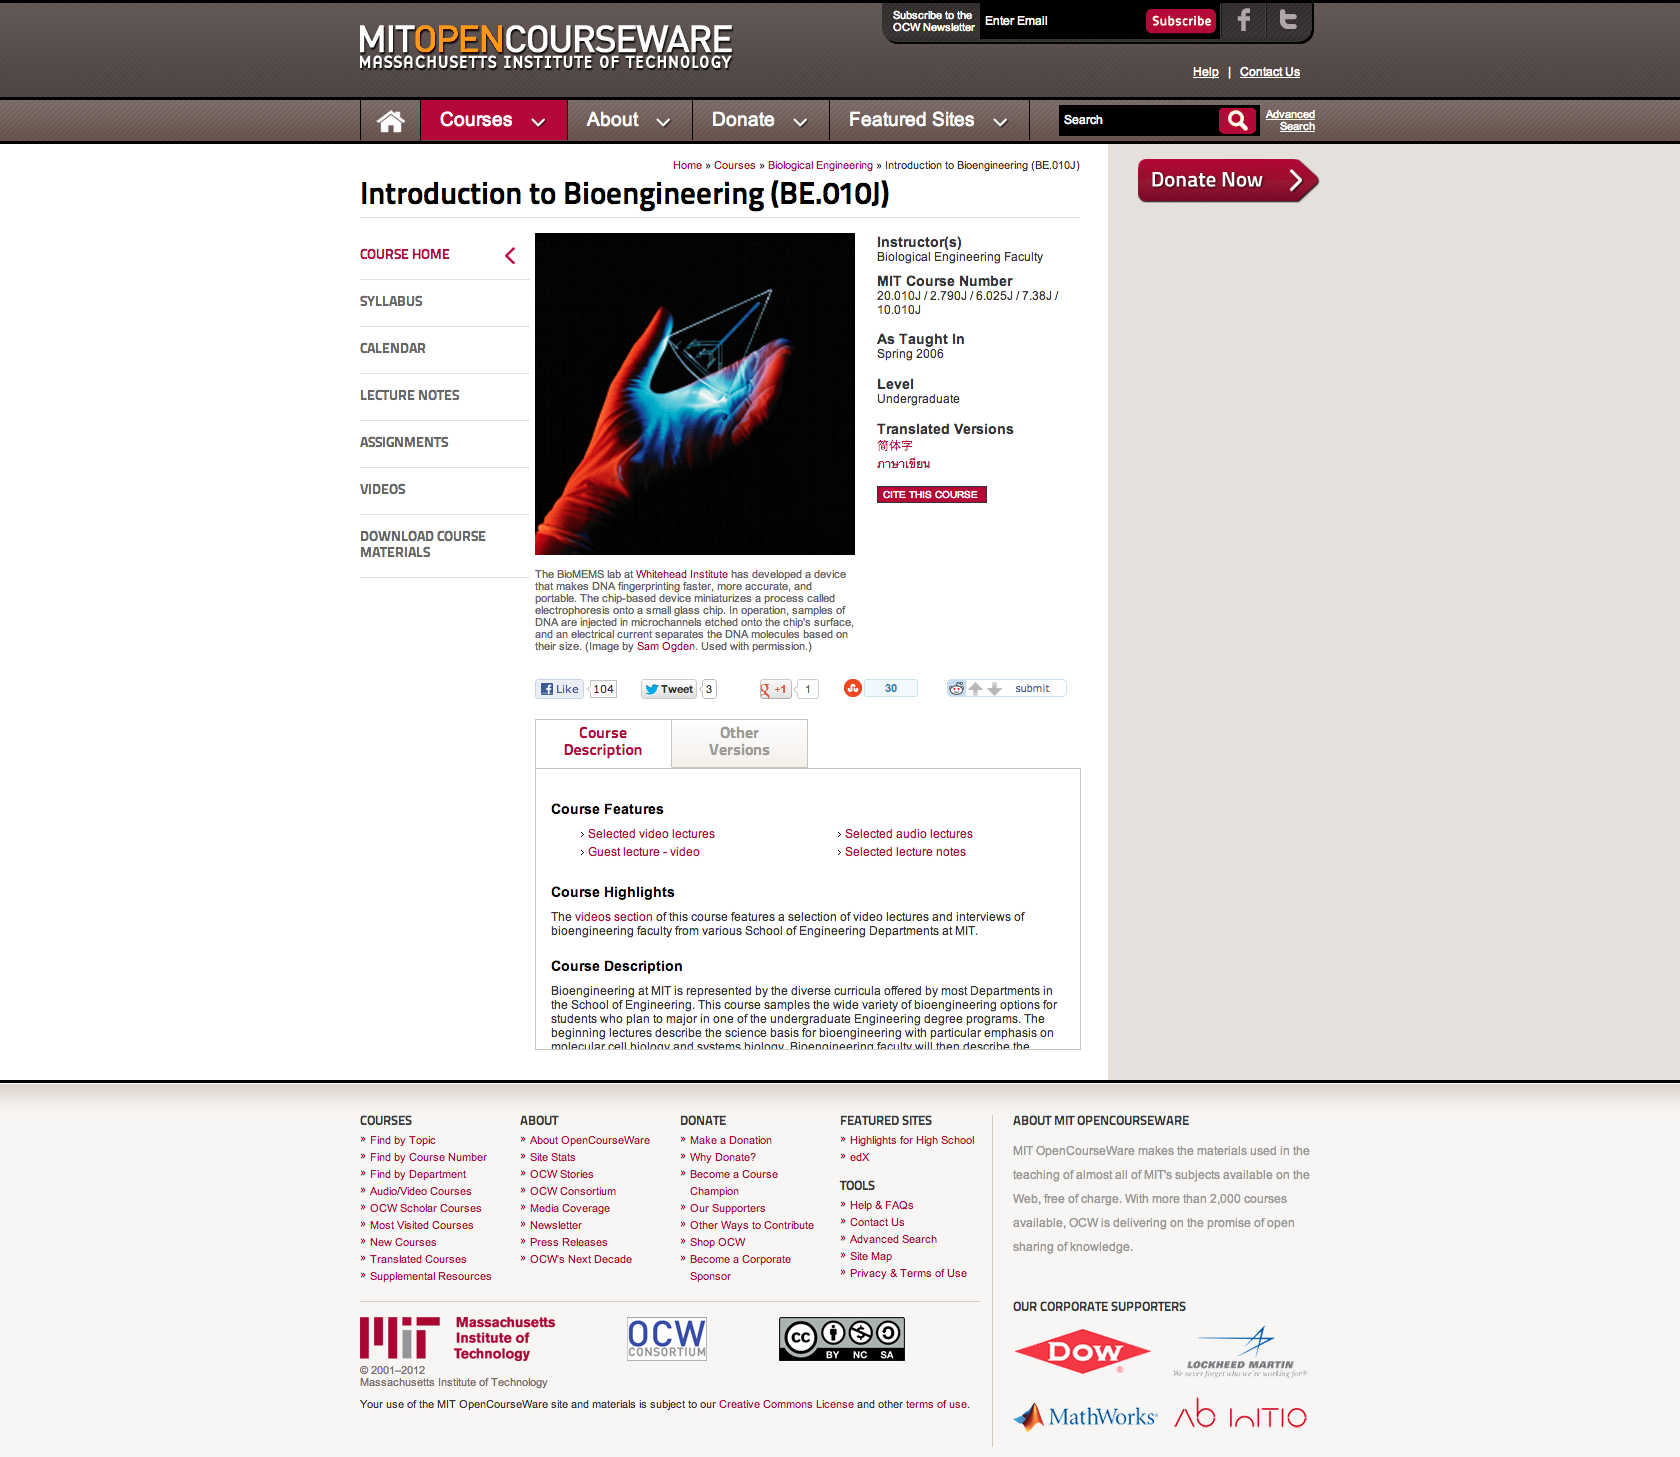 Subscribe to the
OCW Newsletter
Enter Email
Subscribe
MITOPENCOURSEWARE
MASSACHUSETTS INSTITUTE OF TECHNOLOGY
Help | Contact Us
Courses
About
Donate
Featured Sites
Search
Advanced
Search
Home » Courses » Biological Engineering » Introduction to Bioengineering (BE.010J)
Introduction to Bioengineering (BE.010J)
Donate Now
COURSE HOME
SYLLABUS
CALENDAR
LECTURE NOTES
ASSIGNMENTS
VIDEOS
DOWNLOAD COURSE
MATERIALS
Instructor(s)
Biological Engineering Faculty
MIT Course Number
20.010J / 2.790J / 6.025J / 7.38J /
10.010J
As Taught In
Spring 2006
Level
Undergraduate
Translated Versions
简体字
ภาษาเขียน
CITE THIS COURSE
The BioMEMS lab at Whitehead Institute has developed a device
that makes DNA fingerprinting faster, more accurate, and
portable. The chip-based device miniaturizes a process called
electrophoresis onto a small glass chip. In operation, samples of
DNA are injected in microchannels etched onto the chip's surface,
and an electrical current separates the DNA molecules based on
their size. (Image by Sam Ogden. Used with permission.)
Like 104
Tweet 3
+1 1
30
submit
Course
Description
Other
Versions
Course Features
› Selected video lectures
› Selected audio lectures
› Guest lecture - video
› Selected lecture notes
Course Highlights
The videos section of this course features a selection of video lectures and interviews of
bioengineering faculty from various School of Engineering Departments at MIT.
Course Description
Bioengineering at MIT is represented by the diverse curricula offered by most Departments in
the School of Engineering. This course samples the wide variety of bioengineering options for
students who plan to major in one of the undergraduate Engineering degree programs. The
beginning lectures describe the science basis for bioengineering with particular emphasis on
molecular cell biology and systems biology. Bioengineering faculty will then describe the
COURSES
» Find by Topic
» Find by Course Number
» Find by Department
» Audio/Video Courses
» OCW Scholar Courses
» Most Visited Courses
» New Courses
» Translated Courses
» Supplemental Resources
ABOUT
» About OpenCourseWare
» Site Stats
» OCW Stories
» OCW Consortium
» Media Coverage
» Newsletter
» Press Releases
» OCW's Next Decade
DONATE
» Make a Donation
» Why Donate?
» Become a Course
Champion
» Our Supporters
» Other Ways to Contribute
» Shop OCW
» Become a Corporate
Sponsor
FEATURED SITES
» Highlights for High School
» edX
TOOLS
» Help & FAQs
» Contact Us
» Advanced Search
» Site Map
» Privacy & Terms of Use
ABOUT MIT OPENCOURSEWARE
MIT OpenCourseWare makes the materials used in the
teaching of almost all of MIT's subjects available on the
Web, free of charge. With more than 2,000 courses
available, OCW is delivering on the promise of open
sharing of knowledge.
OUR CORPORATE SUPPORTERS
DOW
LOCKHEED MARTIN
We never forget who we're working for®
MathWorks
Ab INITIO
MIT
Massachusetts
Institute of
Technology
OCW
CONSORTIUM
cc
BY NC SA
© 2001–2012
Massachusetts Institute of Technology
Your use of the MIT OpenCourseWare site and materials is subject to our Creative Commons License and other terms of use.